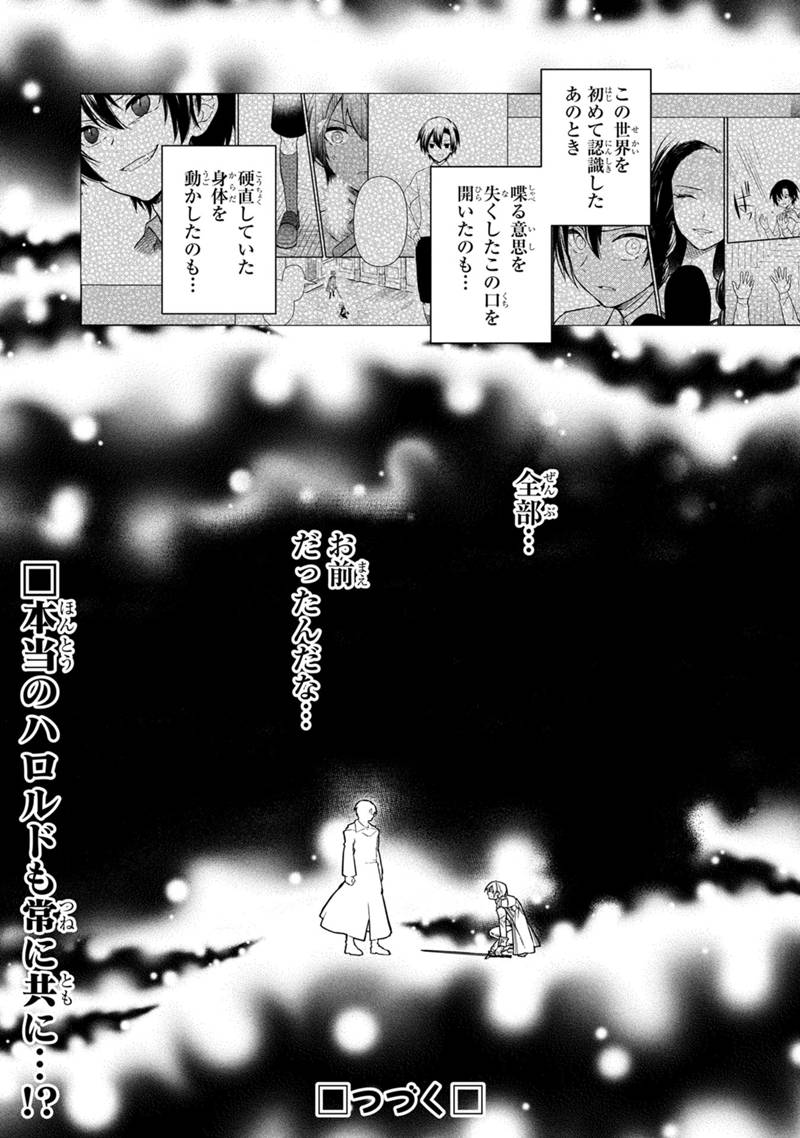 この世界を
初めて認識した
あのとき
喋る意思を
失くしたこの口を
開いたのも…
硬直していた
身体を
動かしたのも…
全部…
お前
だったんだな…
□本当のハロルドも常に共に…!?
□つづく□